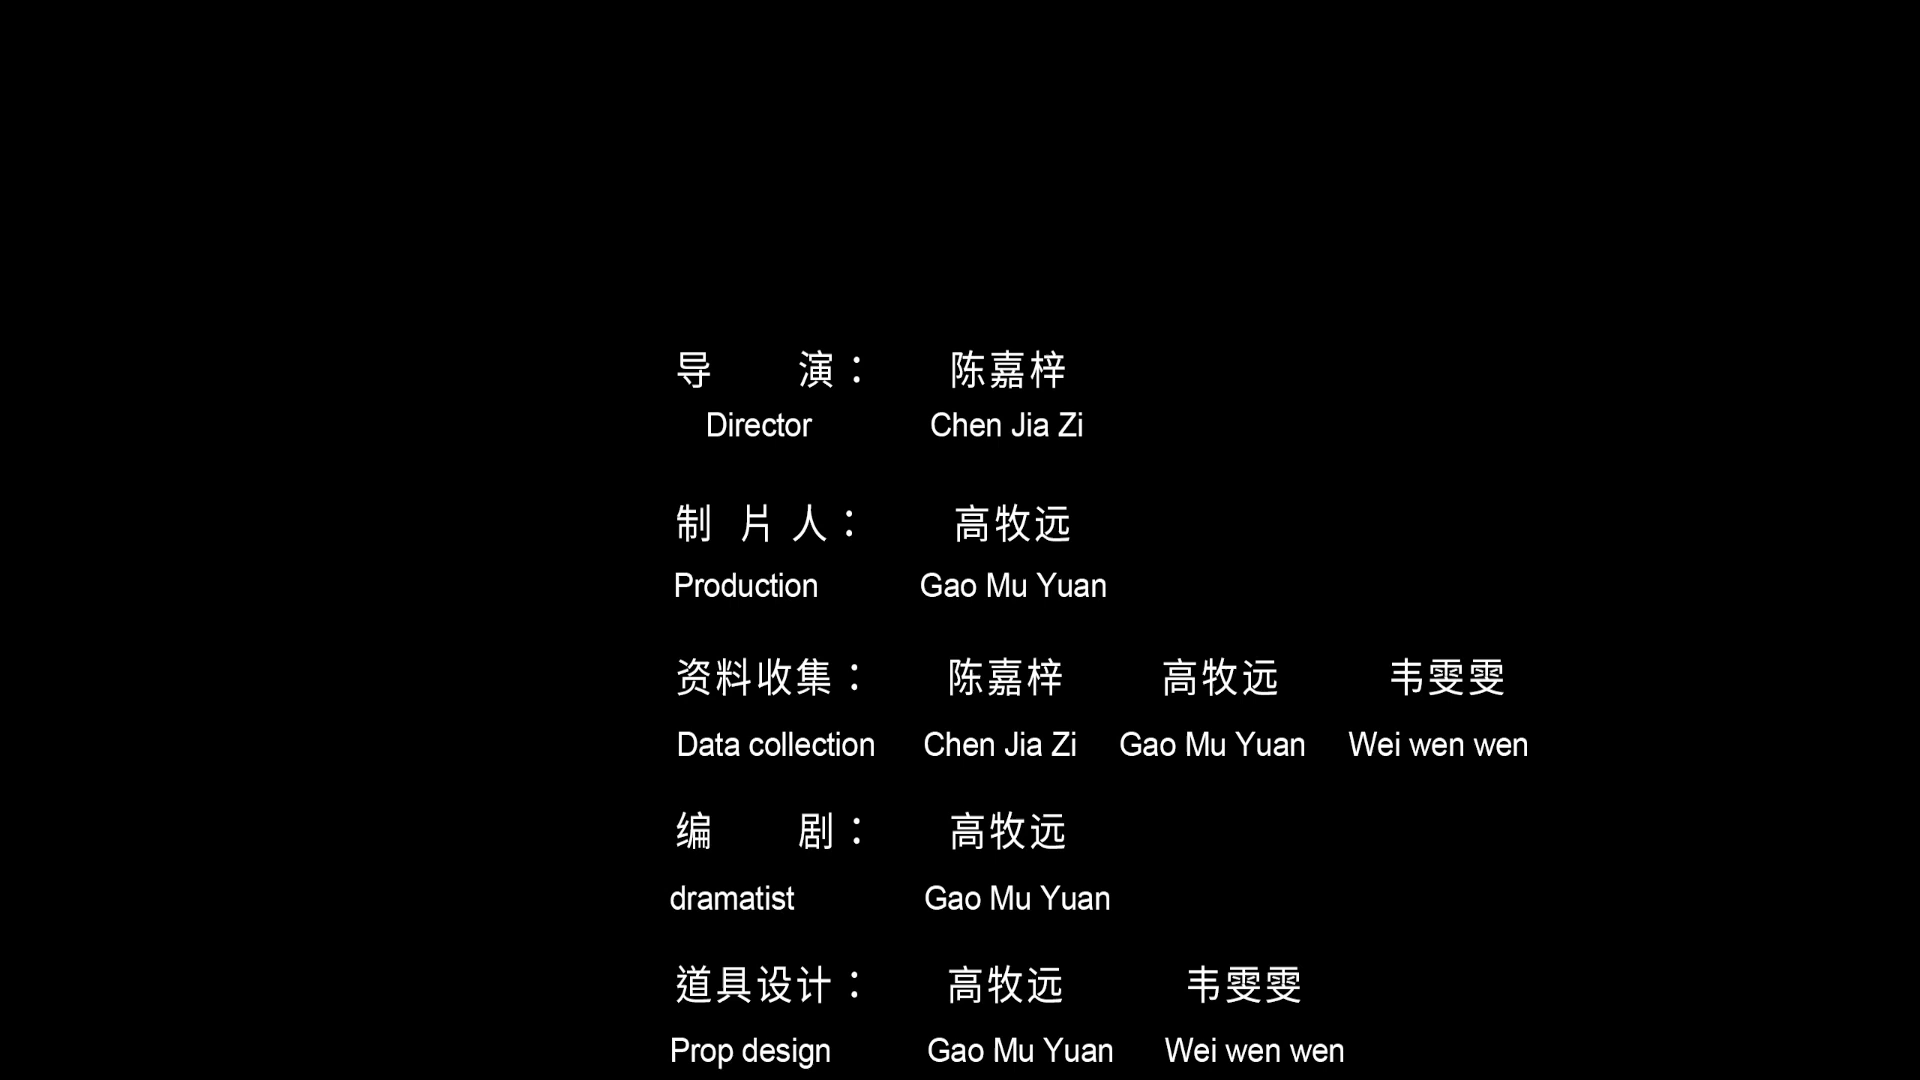 导 演： 陈嘉梓
Director Chen Jia Zi
制 片 人： 高牧远
Production Gao Mu Yuan
资料收集： 陈嘉梓 高牧远 韦雯雯
Data collection Chen Jia Zi Gao Mu Yuan Wei wen wen
编 剧： 高牧远
dramatist Gao Mu Yuan
道具设计： 高牧远 韦雯雯
Prop design Gao Mu Yuan Wei wen wen